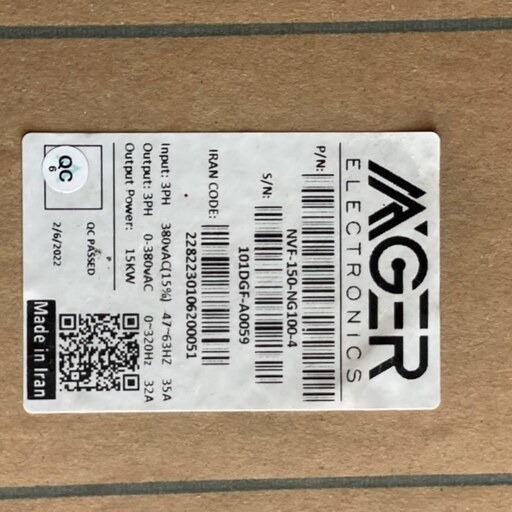 AGER
ELECTRONICS
P/N:
NVF-150-NG100-4
S/N:
101DGF-A0059
IRAN CODE:
2282230106200051
Input: 3PH 380VAC(15%) 47~63HZ 35A
Output: 3PH 0-380VAC 0~320Hz 32A
Output Power: 15KW
QC
6
QC PASSED
2/6/2022
Made in Iran